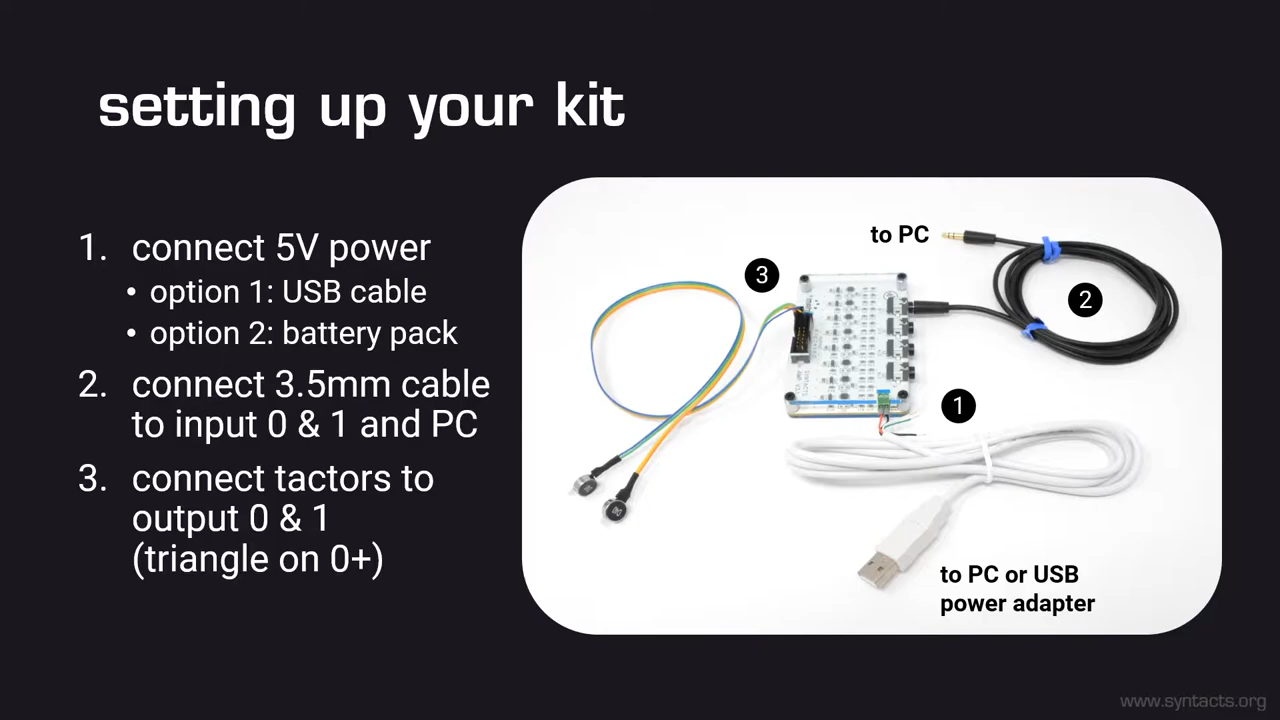 setting up your kit
1. connect 5V power
• option 1: USB cable
• option 2: battery pack
2. connect 3.5mm cable
to input 0 & 1 and PC
3. connect tactors to
output 0 & 1
(triangle on 0+)
to PC
3
2
1
to PC or USB
power adapter
www.syntacts.org